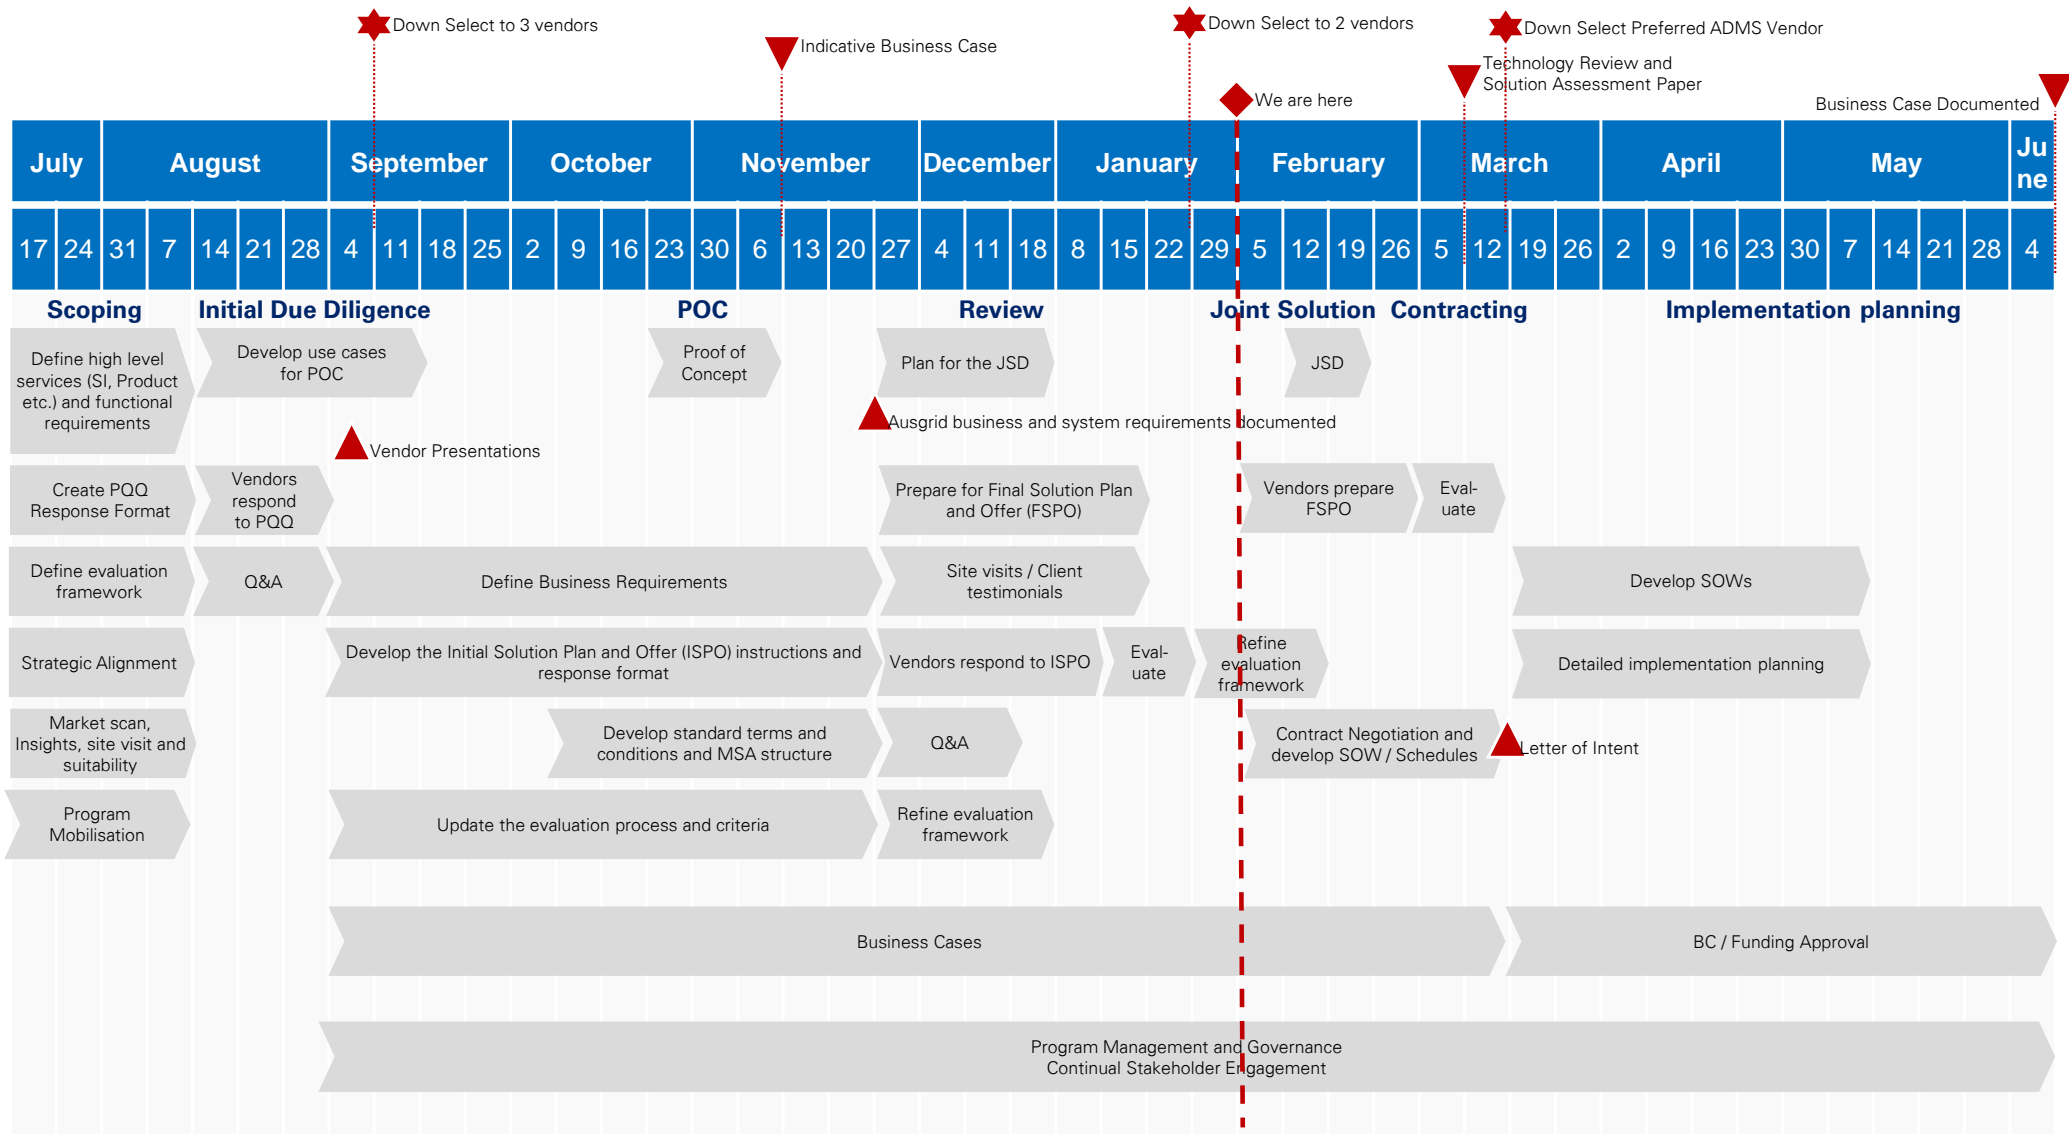 Down Select to 3 vendors
Down Select to 2 vendors
Down Select Preferred ADMS Vendor
Indicative Business Case
Technology Review and
Solution Assessment Paper
We are here
Business Case Documented
July
August
September
October
November
December
January
February
March
April
May
Ju
ne
17 24 31 7 14 21 28 4 11 18 25 2 9 16 23 30 6 13 20 27 4 11 18 8 15 22 29 5 12 19 26 5 12 19 26 2 9 16 23 30 7 14 21 28 4
Scoping
Initial Due Diligence
POC
Review
Joint Solution
Contracting
Implementation planning
Define high level
services (SI, Product
etc.) and functional
requirements
Develop use cases
for POC
Proof of
Concept
Plan for the JSD
JSD
Ausgrid business and system requirements documented
Vendor Presentations
Create PQQ
Response Format
Vendors
respond
to PQQ
Prepare for Final Solution Plan
and Offer (FSPO)
Vendors prepare
FSPO
Eval-
uate
Define evaluation
framework
Q&A
Define Business Requirements
Site visits / Client
testimonials
Develop SOWs
Strategic Alignment
Develop the Initial Solution Plan and Offer (ISPO) instructions and
response format
Vendors respond to ISPO
Eval-
uate
Refine
evaluation
framework
Detailed implementation planning
Market scan,
Insights, site visit and
suitability
Develop standard terms and
conditions and MSA structure
Q&A
Contract Negotiation and
develop SOW / Schedules
Letter of Intent
Program
Mobilisation
Update the evaluation process and criteria
Refine evaluation
framework
Business Cases
BC / Funding Approval
Program Management and Governance
Continual Stakeholder Engagement